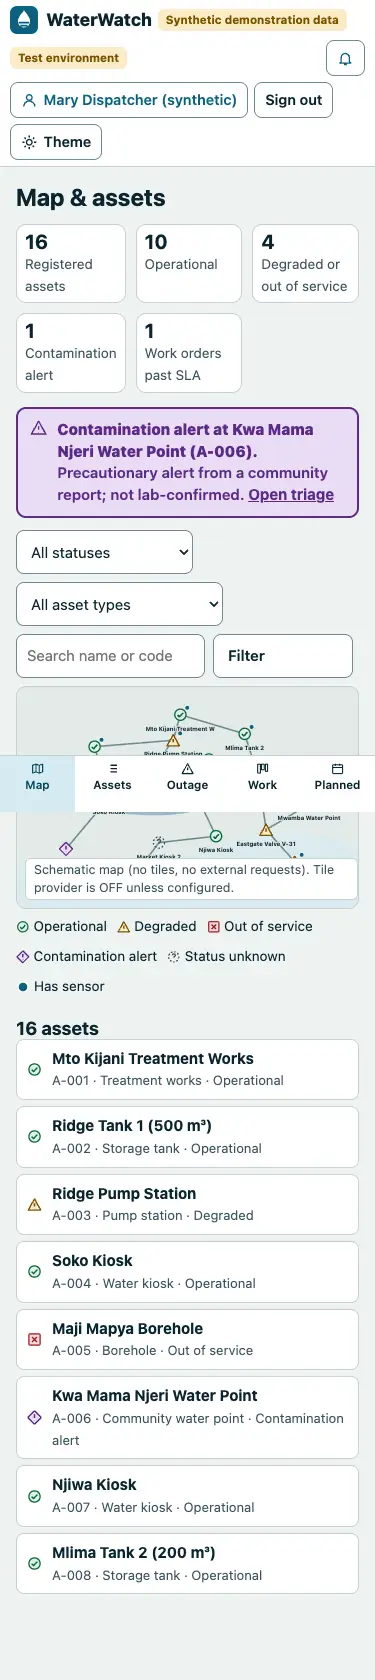 WaterWatch
Synthetic demonstration data
Test environment
Mary Dispatcher (synthetic)
Sign out
Theme
Map & assets
16
Registered
assets
10
Operational
4
Degraded or
out of service
1
Contamination
alert
1
Work orders
past SLA
Contamination alert at Kwa Mama
Njeri Water Point (A-006).
Precautionary alert from a community
report; not lab-confirmed. Open triage
All statuses
All asset types
Search name or code
Filter
Mto Kijani Treatment W
Mlima Tank 2
Ridge Pump Station
Map
Assets
Outage
Work
Planned
Soko Kiosk
Mwamba Water Point
Eastgate Valve V-31
Njiwa Kiosk
Market Kiosk 2
Schematic map (no tiles, no external requests). Tile
provider is OFF unless configured.
Operational
Degraded
Out of service
Contamination alert
Status unknown
Has sensor
16 assets
Mto Kijani Treatment Works
A-001 · Treatment works · Operational
Ridge Tank 1 (500 m³)
A-002 · Storage tank · Operational
Ridge Pump Station
A-003 · Pump station · Degraded
Soko Kiosk
A-004 · Water kiosk · Operational
Maji Mapya Borehole
A-005 · Borehole · Out of service
Kwa Mama Njeri Water Point
A-006 · Community water point · Contamination
alert
Njiwa Kiosk
A-007 · Water kiosk · Operational
Mlima Tank 2 (200 m³)
A-008 · Storage tank · Operational